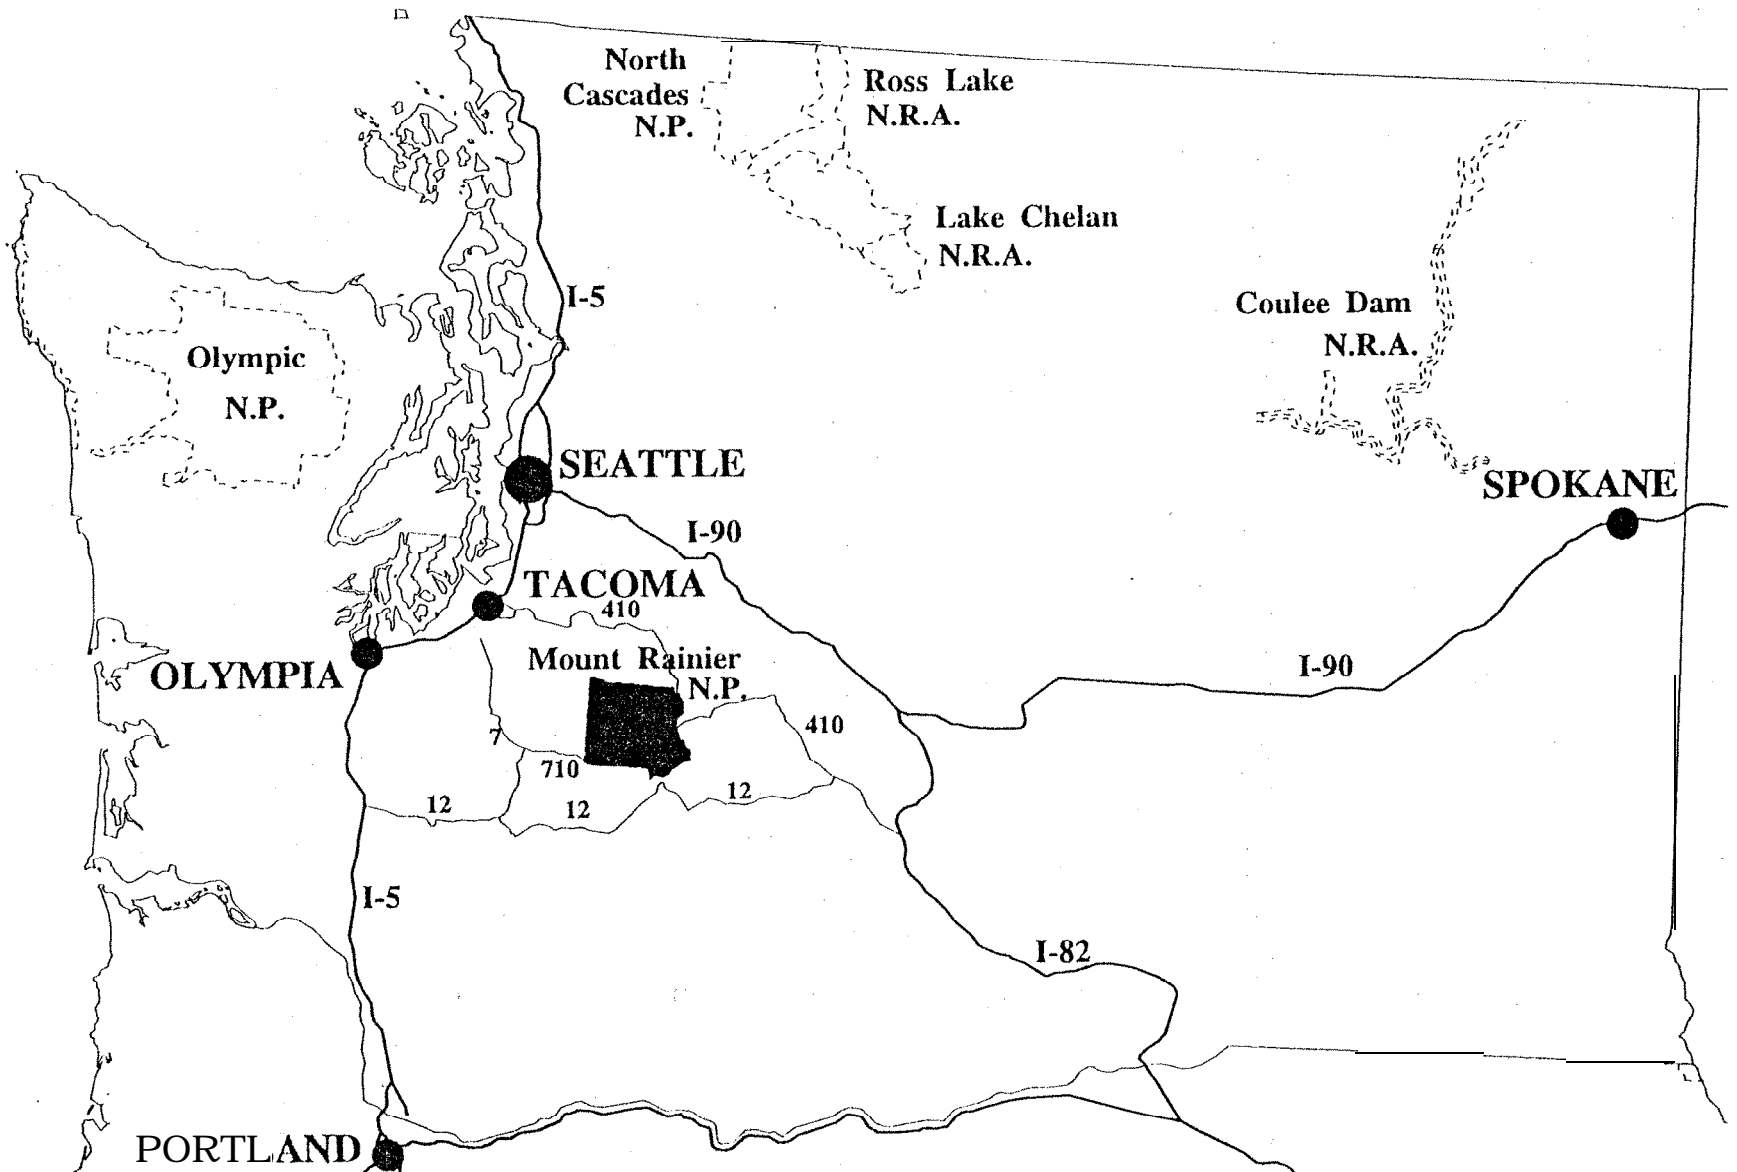 North
Cascades
N.P.
Ross Lake
N.R.A.
Lake Chelan
N.R.A.
I-5
Coulee Dam
N.R.A.
Olympic
N.P.
SEATTLE
SPOKANE
I-90
TACOMA
410
Mount Rainier
N.P.
I-90
OLYMPIA
410
7
710
12
12
12
I-5
I-82
PORTLAND